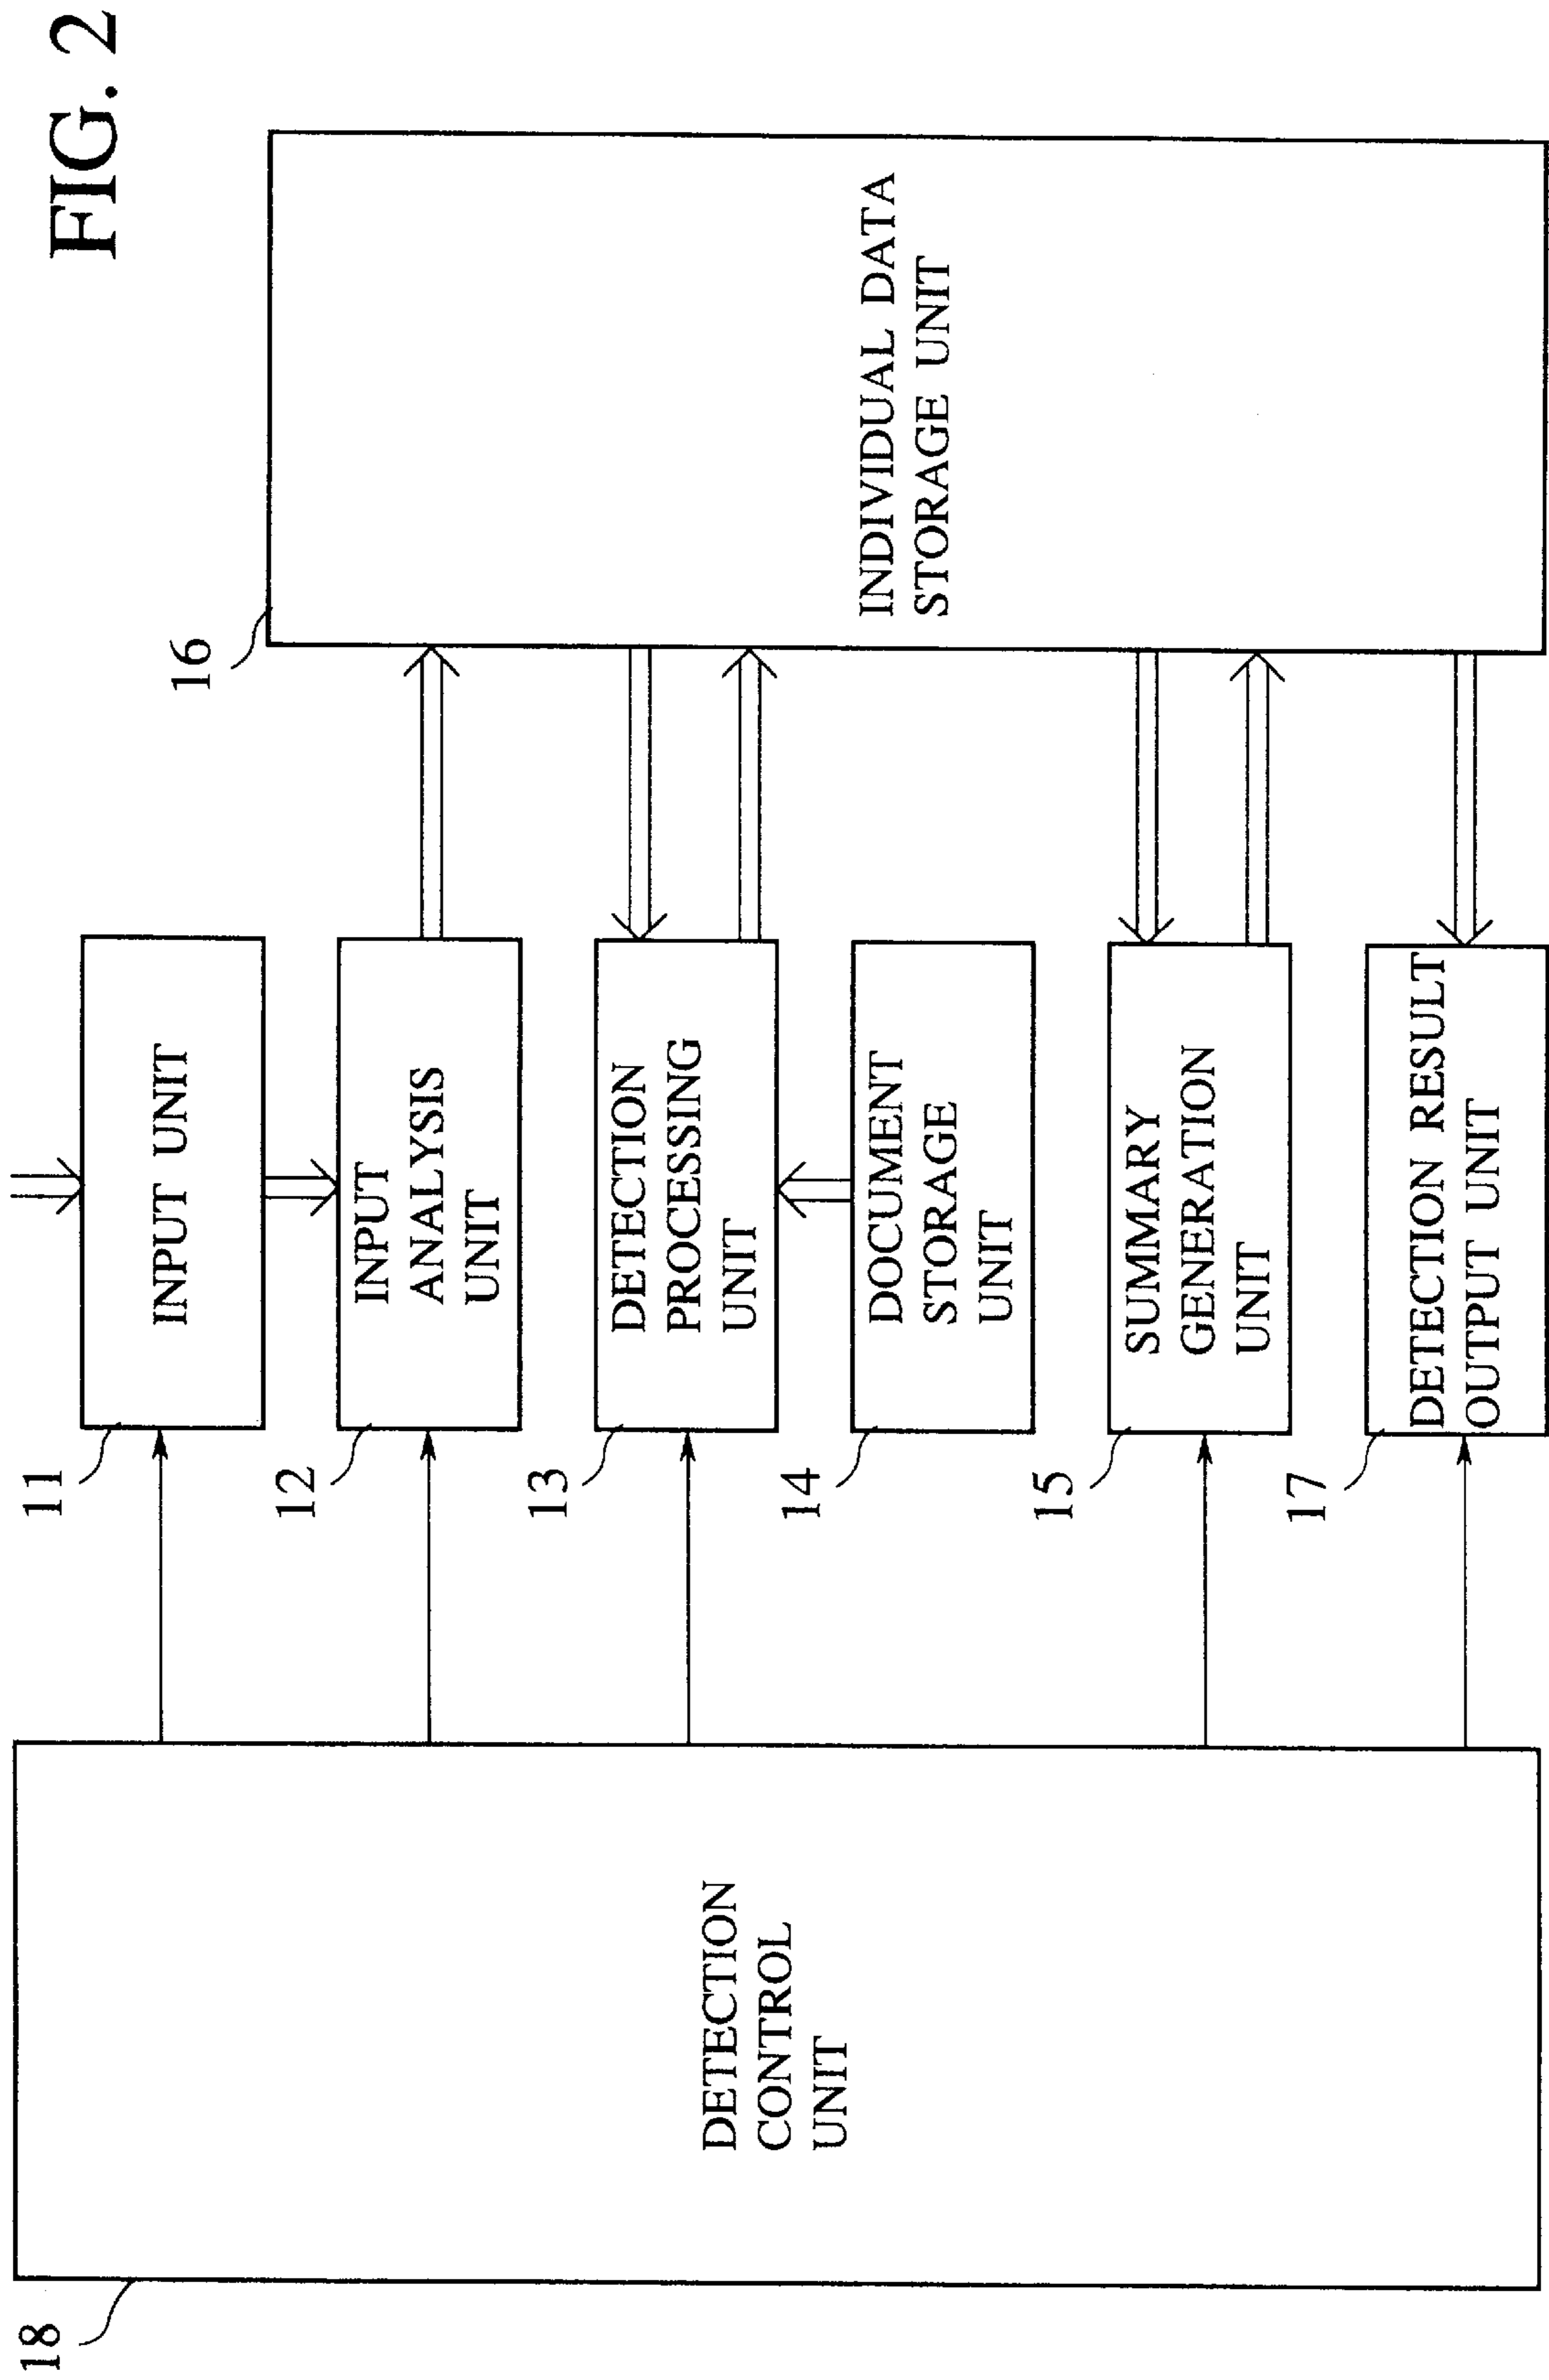 FIG. 2
18
DETECTION
CONTROL
UNIT
11
INPUT UNIT
12
INPUT
ANALYSIS
UNIT
13
DETECTION
PROCESSING
UNIT
14
DOCUMENT
STORAGE
UNIT
15
SUMMARY
GENERATION
UNIT
17
DETECTION RESULT
OUTPUT UNIT
16
INDIVIDUAL DATA
STORAGE UNIT